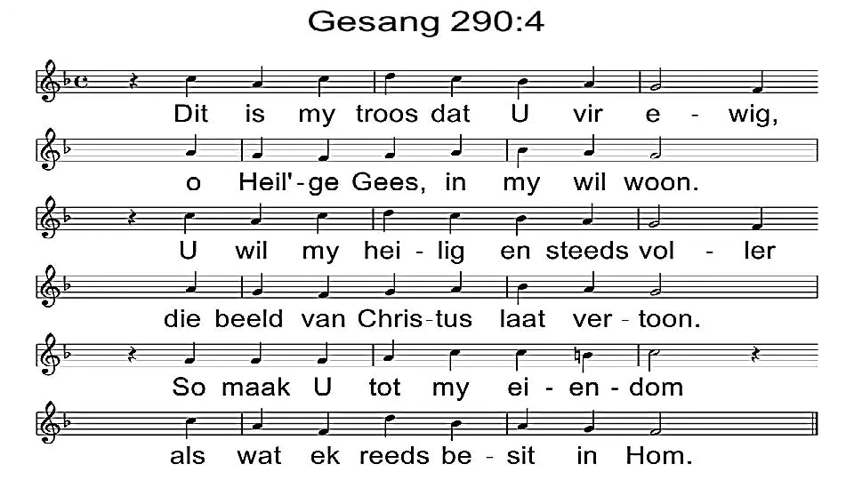 Gesang 290:4
Dit is my troos dat U vir e - wig,
o Heil'-ge Gees, in my wil woon.
U wil my hei - lig en steeds vol - ler
die beeld van Chris-tus laat ver - toon.
So maak U tot my ei - en - dom
als wat ek reeds be - sit in Hom.